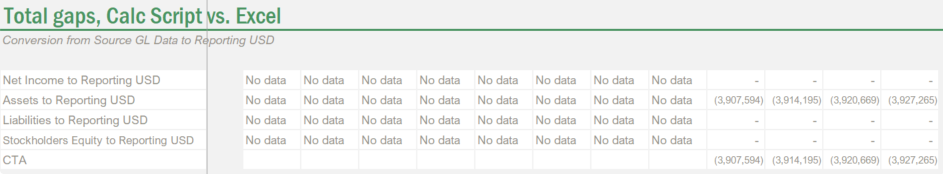 Total gaps, Calc Script vs. Excel
Conversion from Source GL Data to Reporting USD
Net Income to Reporting USD No data No data No data No data No data No data No data No data - - - -
Assets to Reporting USD No data No data No data No data No data No data No data No data (3,907,594) (3,914,195) (3,920,669) (3,927,265)
Liabilities to Reporting USD No data No data No data No data No data No data No data No data - - - -
Stockholders Equity to Reporting USD No data No data No data No data No data No data No data No data - - - -
CTA (3,907,594) (3,914,195) (3,920,669) (3,927,265)